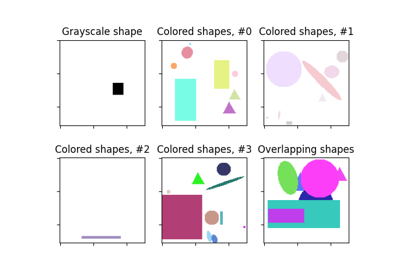 Grayscale shape
Colored shapes, #0
Colored shapes, #1
Colored shapes, #2
Colored shapes, #3
Overlapping shapes